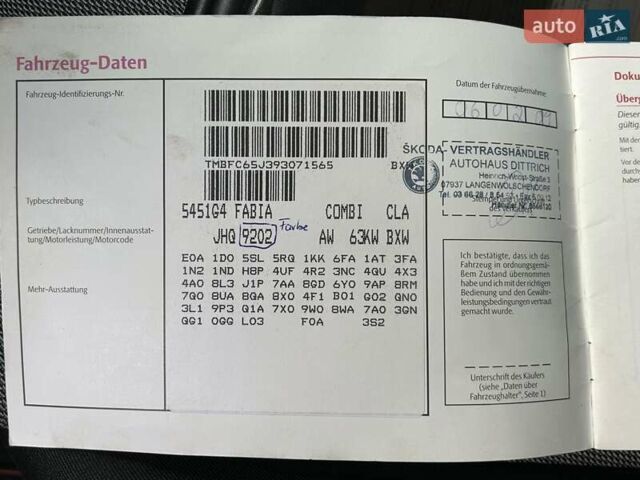 auto RIA.com
Fahrzeug-Daten
Fahrzeug-Identifizierungs-Nr.
TMBFC65J393071565
Typbeschreibung
5451G4 FABIA COMBI CLA
Getriebe/Lacknummer/Innenausstat-
tung/Motorleistung/Motorcode
JHQ 9202 Farbe AW 63KW BXW
Mehr-Ausstattung
E0A 1D0 5SL 5RQ 1KK 6FA 1AT 3FA
1N2 1ND H8P 4UF 4R2 3NC 4GU 4X3
4A0 8L3 J1P 7AA 8GD 6Y0 9AP 8RM
7Q0 8UA 8QA 8X0 4F1 B01 G02 QN0
3L1 9P3 Q1A 7X0 9W0 8WA 7A0 3GN
GG1 0GG L03 F0A 3S2
Datum der Fahrzeugübernahme:
ŠKODA-VERTRAGSHÄNDLER
AUTOHAUS DITTRICH
07937 LANGENWOLSCHENDORF
Ich bestätige, dass ich das
Fahrzeug in ordnungsgemä-
ßem Zustand übernommen
habe und ich mit der richtigen
Bedienung und den Gewähr-
leistungsbedingungen vertraut
gemacht wurde.
Unterschrift des Käufers
(siehe „Daten über
Fahrzeughalter“, Seite 1)
Doku
Überg
Diese
gültig.